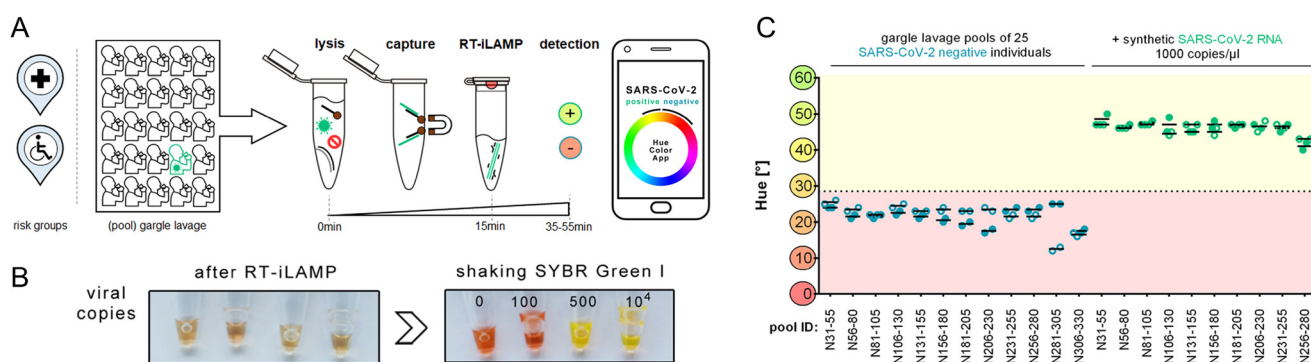 A
lysis
capture
RT-iLAMP
detection
SARS-CoV-2
positive negative
Hue
Color
App
+
-
risk groups
(pool) gargle lavage
0min
15min
35-55min
B
after RT-iLAMP
shaking SYBR Green I
viral
copies
0
100
500
10⁴
C
gargle lavage pools of 25
SARS-CoV-2 negative individuals
+ synthetic SARS-CoV-2 RNA
1000 copies/µl
Hue [°]
60
50
40
30
20
10
0
pool ID:
N31-55
N56-80
N81-105
N106-130
N131-155
N156-180
N181-205
N206-230
N231-255
N256-280
N281-305
N306-330
N31-55
N56-80
N81-105
N106-130
N131-155
N156-180
N181-205
N206-230
N231-255
N256-280